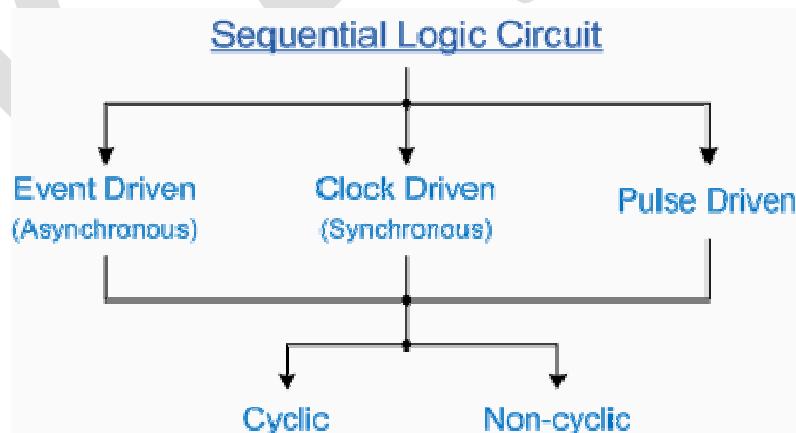 Sequential Logic Circuit
Event Driven
(Asynchronous)
Clock Driven
(Synchronous)
Pulse Driven
Cyclic
Non-cyclic